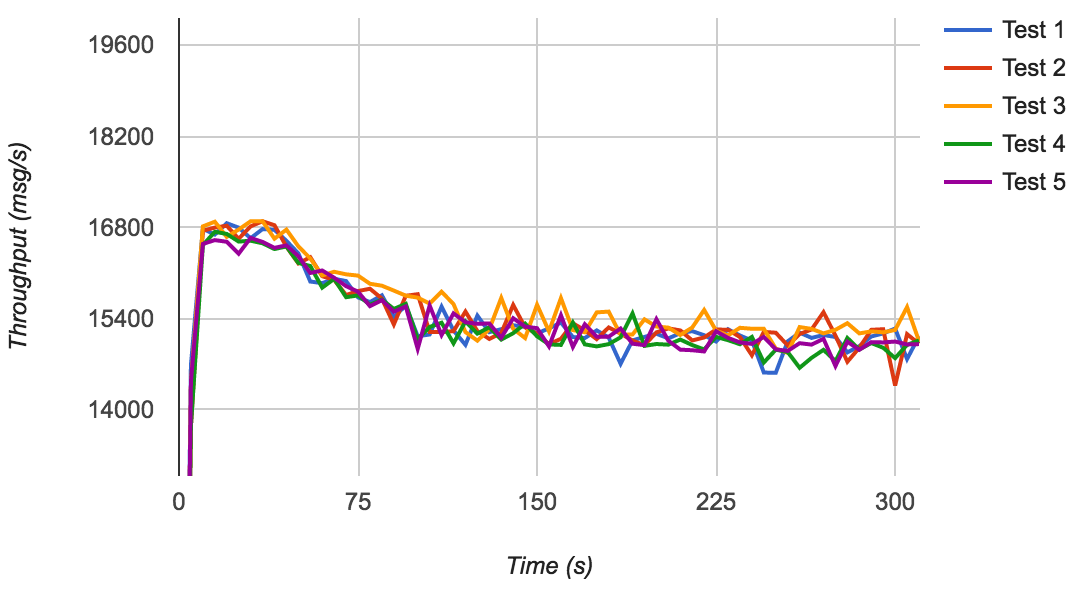 Throughput (msg/s)
19600
18200
16800
15400
14000
0
75
150
225
300
Time (s)
Test 1
Test 2
Test 3
Test 4
Test 5